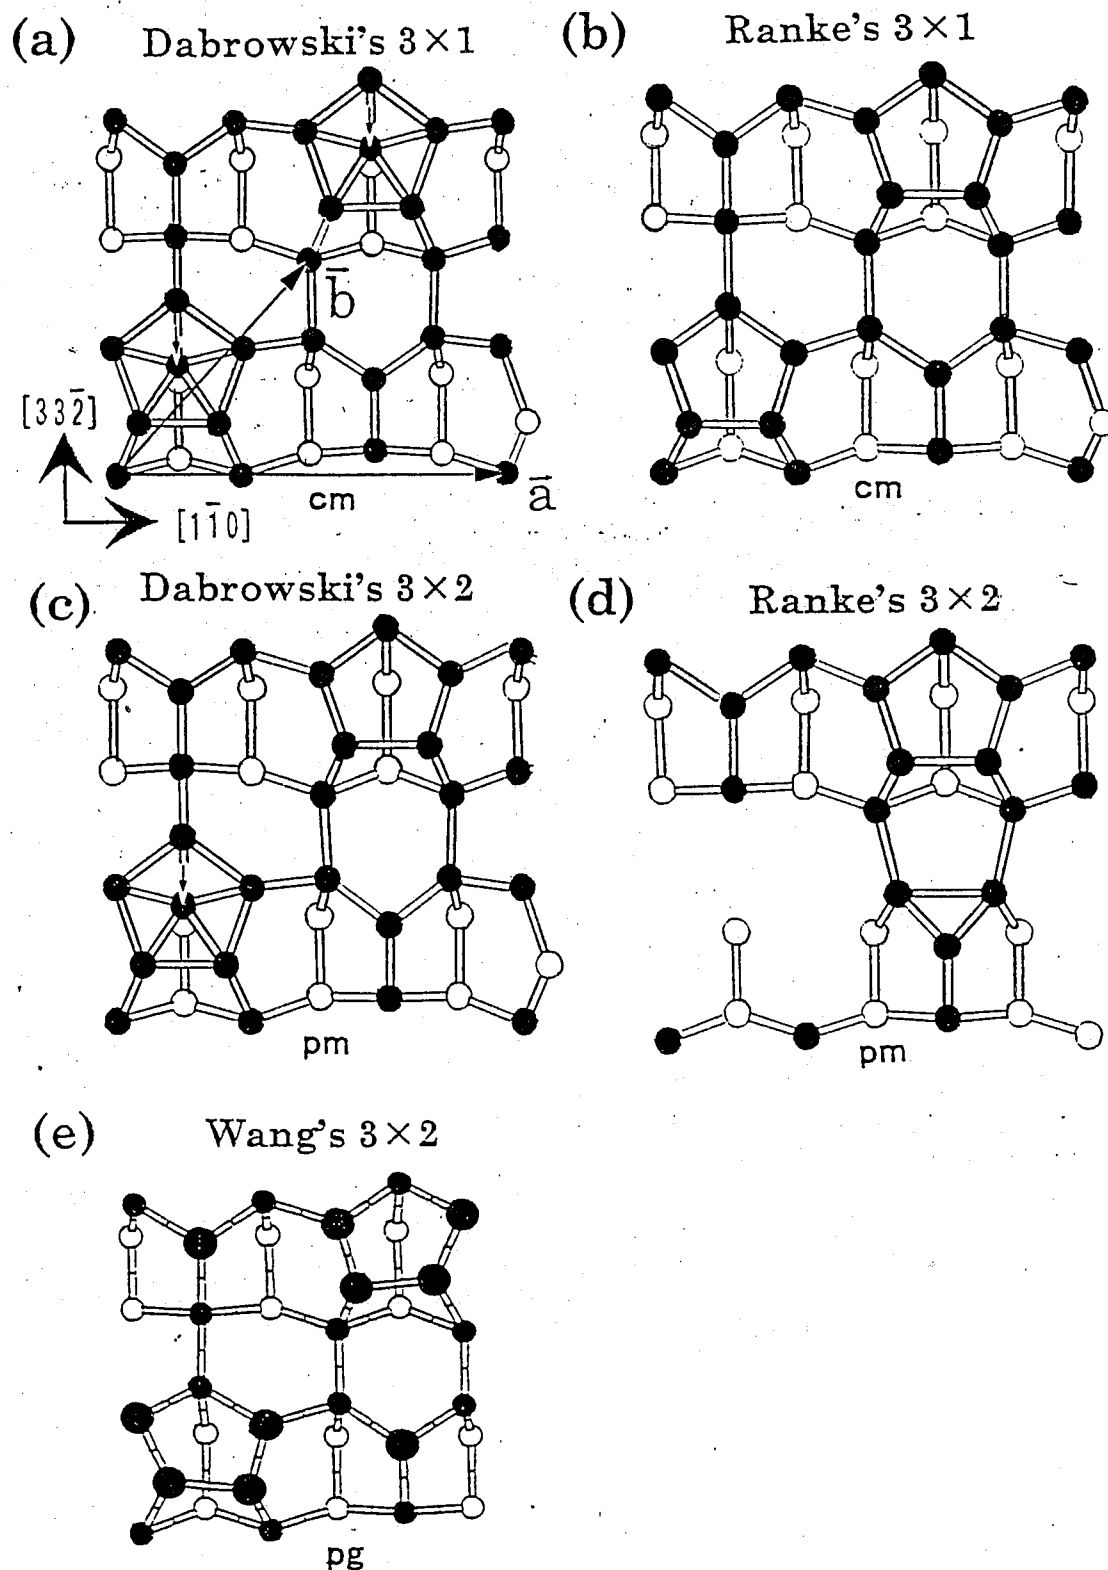 (a) Dabrowski's 3×1
(b) Ranke's 3×1
b̄
[332̄]
ā
[11̄0]
cm
cm
(c) Dabrowski's 3×2
(d) Ranke's 3×2
pm
pm
(e) Wang's 3×2
pg